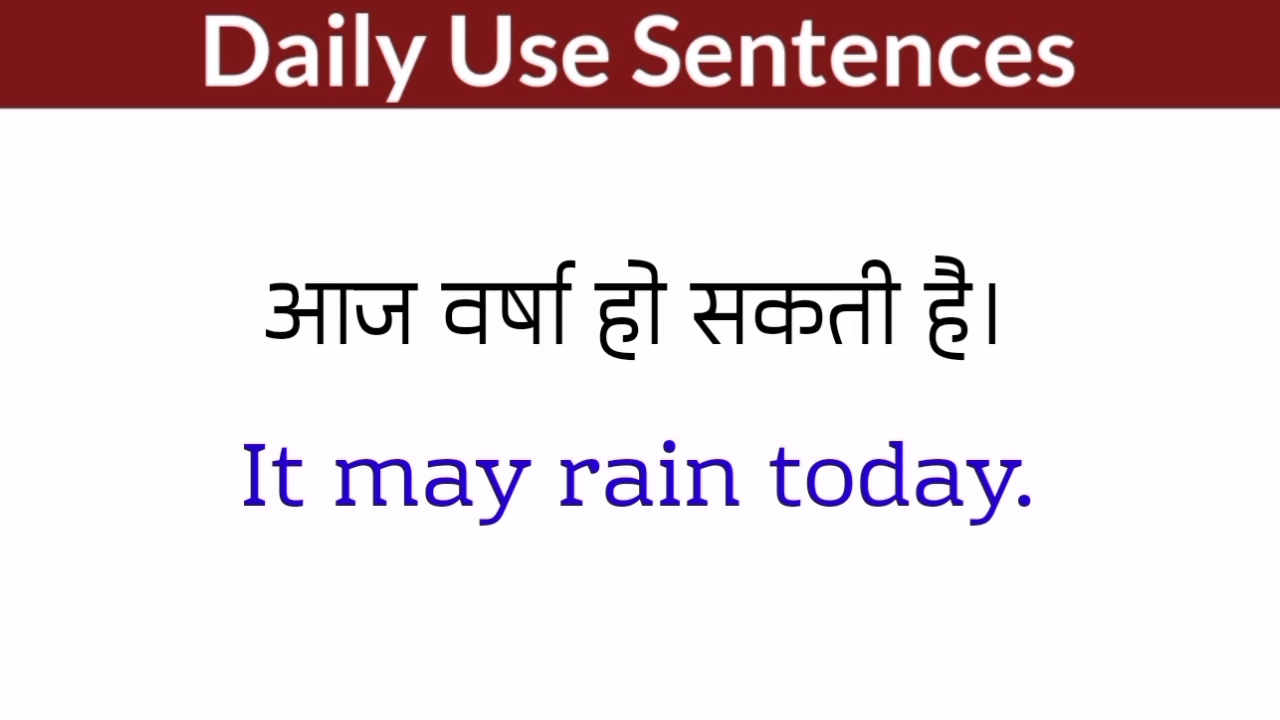 Daily Use Sentences
आज वर्षा हो सकती है।
It may rain today.